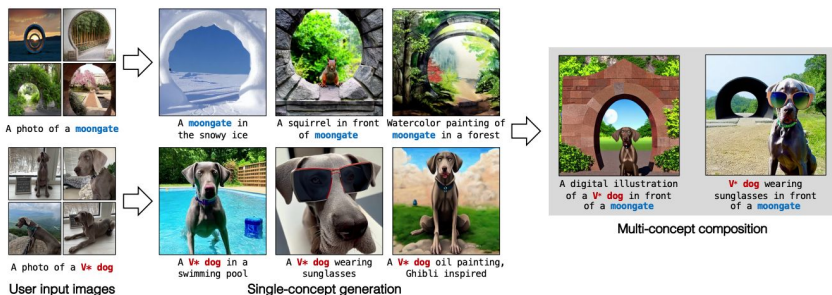 A photo of a moongate
A moongate in
the snowy ice
A squirrel in front
of moongate
Watercolor painting of
moongate in a forest
A photo of a V* dog
A V* dog in a
swimming pool
A V* dog wearing
sunglasses
A V* dog oil painting,
Ghibli inspired
A digital illustration
of a V* dog in front
of a moongate
V* dog wearing
sunglasses in front
of a moongate
User input images
Single-concept generation
Multi-concept composition